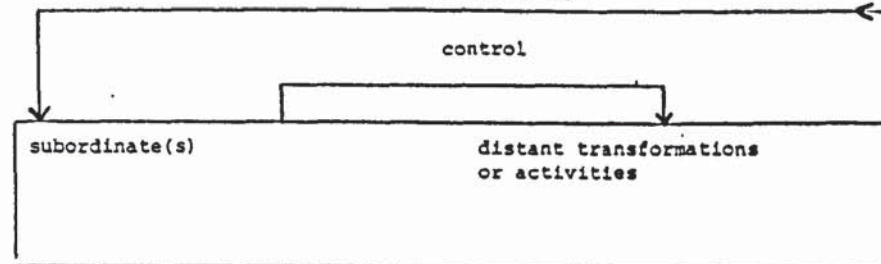 control
subordinate(s)
distant transformations
or activities